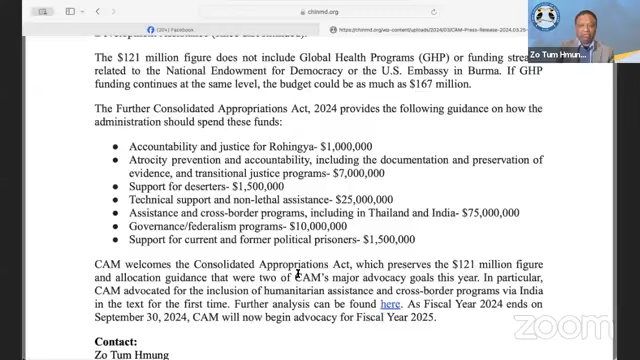 chinmd.org
(20+) Facebook
https://chinmd.org/wp-content/uploads/2024/03/CAM-Press-Release-2024.03.25-
The $121 million figure does not include Global Health Programs (GHP) or funding
related to the National Endowment for Democracy or the U.S. Embassy in Burma. If GHP
funding continues at the same level, the budget could be as much as $167 million.
The Further Consolidated Appropriations Act, 2024 provides the following guidance on how the
administration should spend these funds:
● Accountability and justice for Rohingya- $1,000,000
● Atrocity prevention and accountability, including the documentation and preservation of
evidence, and transitional justice programs- $7,000,000
● Support for deserters- $1,500,000
● Technical support and non-lethal assistance- $25,000,000
● Assistance and cross-border programs, including in Thailand and India- $75,000,000
● Governance/federalism programs- $10,000,000
● Support for current and former political prisoners- $1,500,000
CAM welcomes the Consolidated Appropriations Act, which preserves the $121 million figure
and allocation guidance that were two of CAM's major advocacy goals this year. In particular,
CAM advocated for the inclusion of humanitarian assistance and cross-border programs via India
in the text for the first time. Further analysis can be found here. As Fiscal Year 2024 ends on
September 30, 2024, CAM will now begin advocacy for Fiscal Year 2025.
Contact:
Zo Tum Hmung
Zo Tum Hmung...
zoom